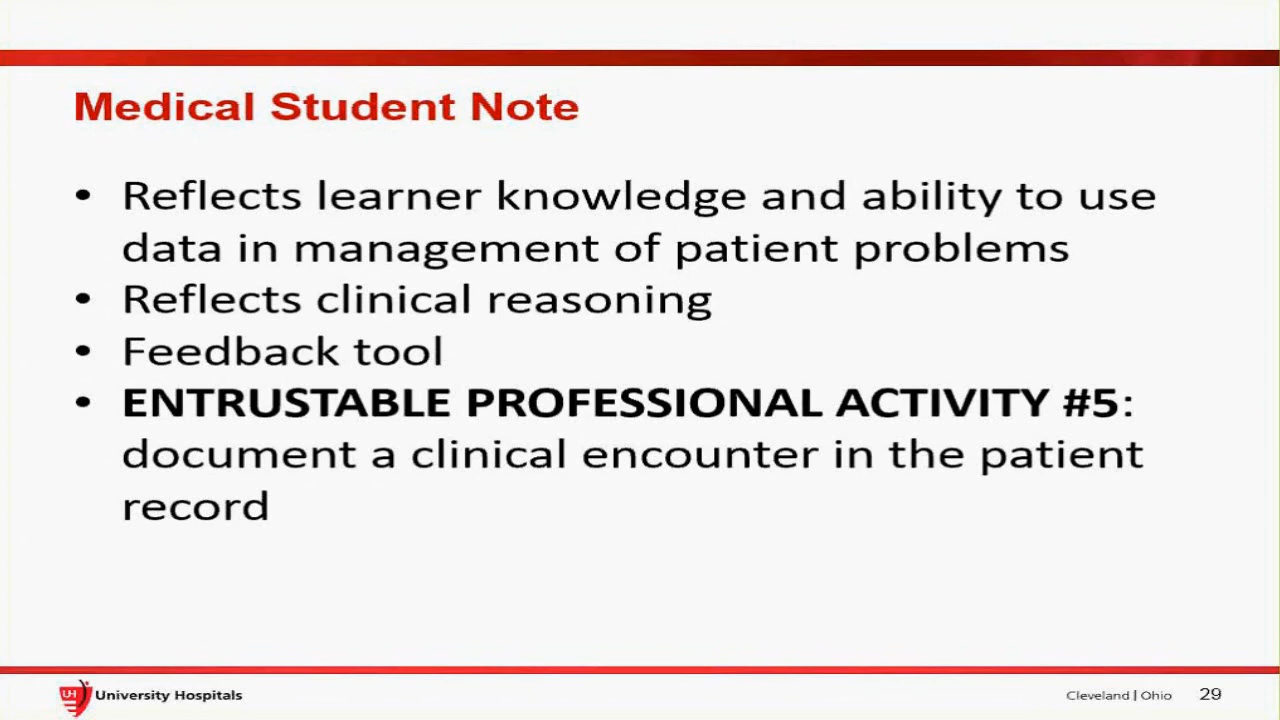 Medical Student Note
• Reflects learner knowledge and ability to use
data in management of patient problems
• Reflects clinical reasoning
• Feedback tool
• ENTRUSTABLE PROFESSIONAL ACTIVITY #5:
document a clinical encounter in the patient
record
UH University Hospitals
Cleveland | Ohio 29